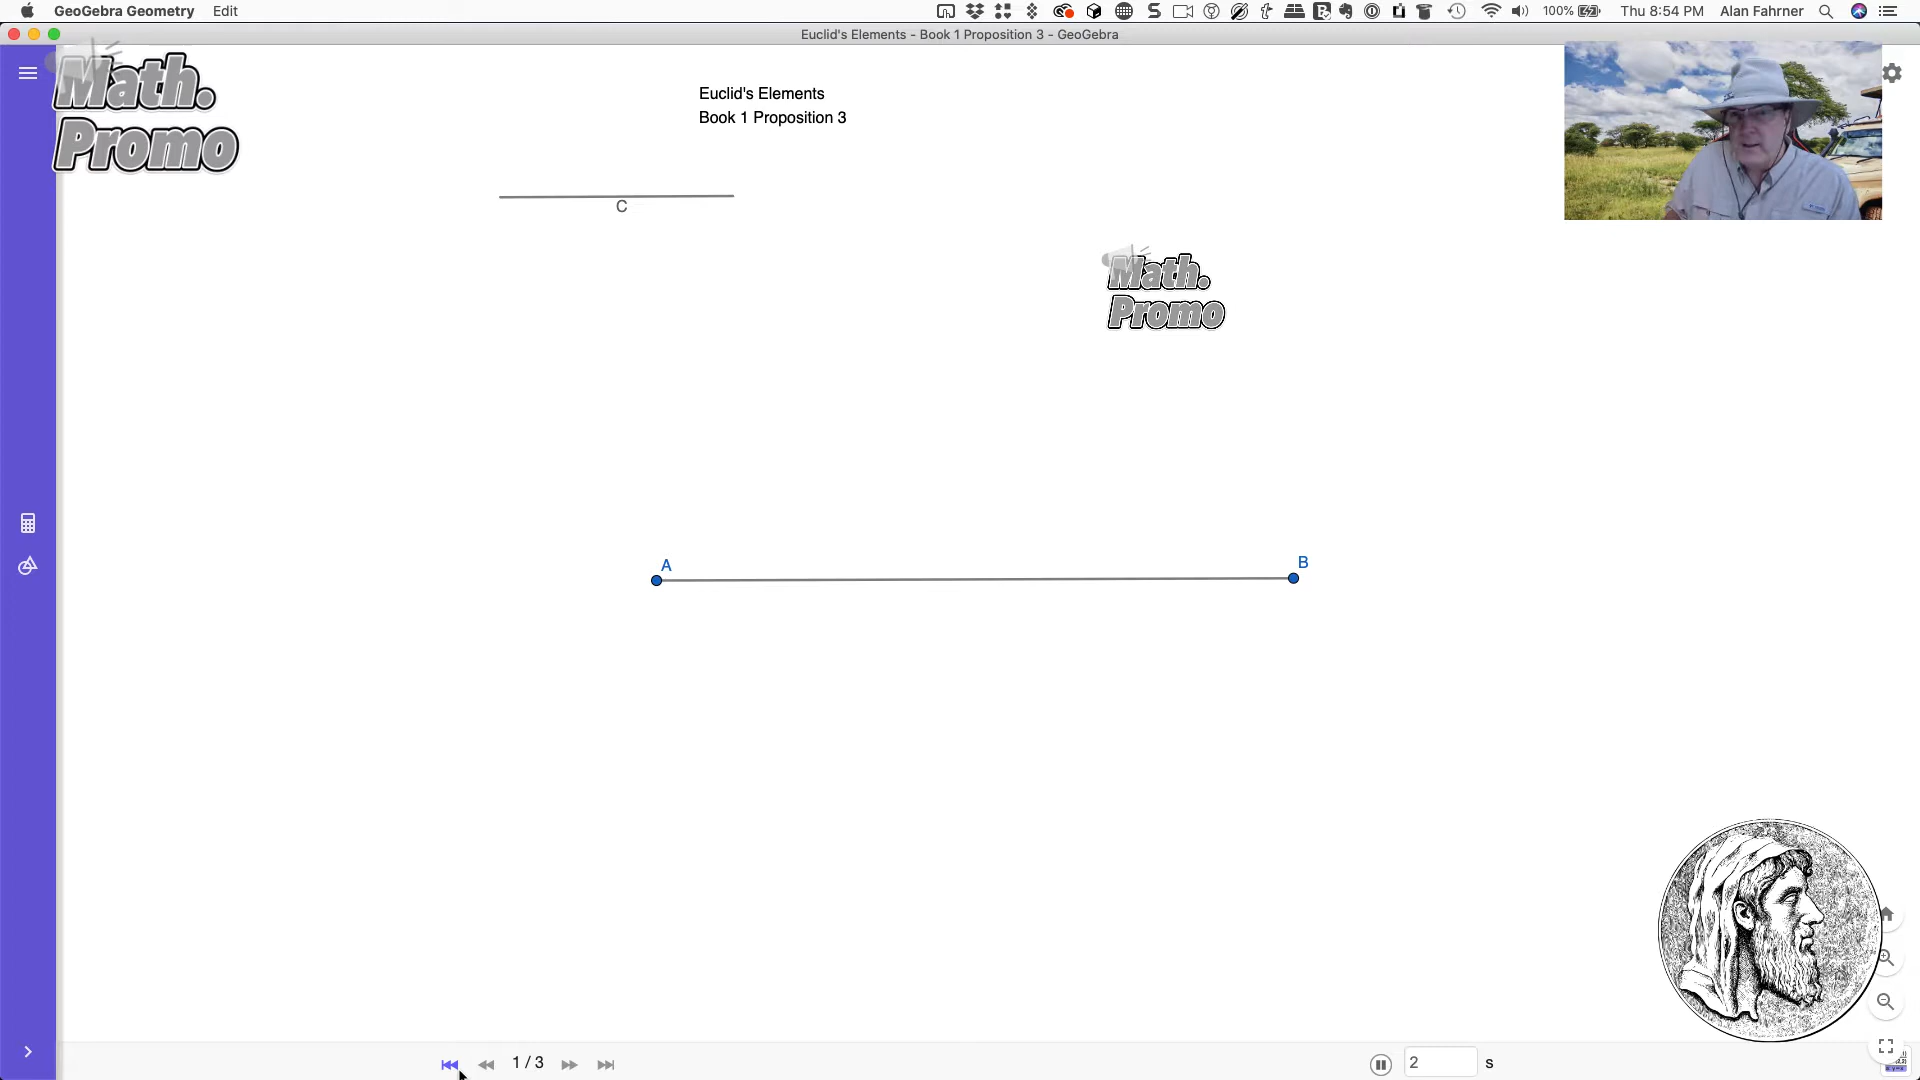 GeoGebra Geometry Edit
100% Thu 8:54 PM Alan Fahrner
Euclid's Elements - Book 1 Proposition 3 - GeoGebra
Math.
Promo
Euclid's Elements
Book 1 Proposition 3
C
Math.
Promo
A
B
1 / 3
2 s